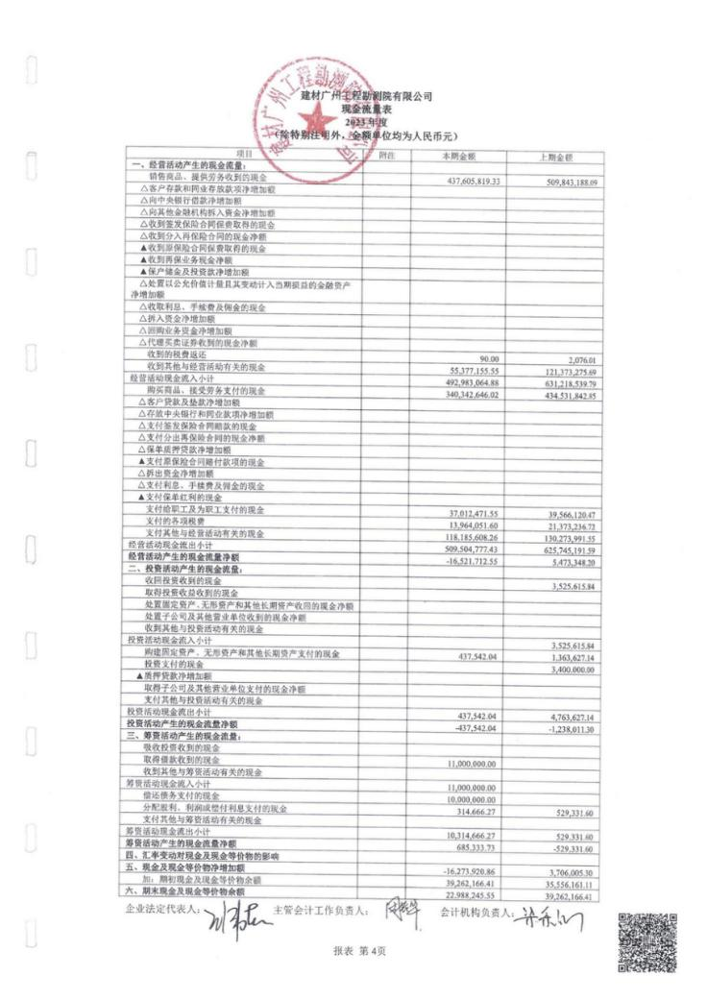 建材广州工程勘测院有限公司
现金流量表
2023年度
(除特别注明外，金额单位均为人民币元)
项目 附注 本期金额 上期金额
一、经营活动产生的现金流量：
销售商品、提供劳务收到的现金 437,605,819.33 509,843,188.09
△客户存款和同业存放款项净增加额
△向中央银行借款净增加额
△向其他金融机构拆入资金净增加额
△收到签发保险合同保费取得的现金
△收到分入再保险合同的现金净额
▲收到原保险合同保费取得的现金
▲收到再保业务现金净额
▲保户储金及投资款净增加额
△处置以公允价值计量且其变动计入当期损益的金融资产
净增加额
△收取利息、手续费及佣金的现金
△拆入资金净增加额
△回购业务资金净增加额
△代理买卖证券收到的现金净额
收到的税费返还 90.00 2,076.01
收到其他与经营活动有关的现金 55,377,155.55 121,373,275.69
经营活动现金流入小计 492,983,064.88 631,218,539.79
购买商品、接受劳务支付的现金 340,342,646.02 434,531,842.85
△客户贷款及垫款净增加额
△存放中央银行和同业款项净增加额
△支付签发保险合同赔款的现金
△支付分出再保险合同的现金净额
△保单质押贷款净增加额
▲支付原保险合同赔付款项的现金
△拆出资金净增加额
△支付利息、手续费及佣金的现金
▲支付保单红利的现金
支付给职工及为职工支付的现金 37,012,471.55 39,566,120.47
支付的各项税费 13,964,051.60 21,373,236.72
支付其他与经营活动有关的现金 118,185,608.26 130,273,991.55
经营活动现金流出小计 509,504,777.43 625,745,191.59
经营活动产生的现金流量净额 -16,521,712.55 5,473,348.20
二、投资活动产生的现金流量：
收回投资收到的现金 3,525,615.84
取得投资收益收到的现金
处置固定资产、无形资产和其他长期资产收回的现金净额
处置子公司及其他营业单位收到的现金净额
收到其他与投资活动有关的现金
投资活动现金流入小计 3,525,615.84
购建固定资产、无形资产和其他长期资产支付的现金 437,542.04 1,363,627.14
投资支付的现金 3,400,000.00
▲质押贷款净增加额
取得子公司及其他营业单位支付的现金净额
支付其他与投资活动有关的现金
投资活动现金流出小计 437,542.04 4,763,627.14
投资活动产生的现金流量净额 -437,542.04 -1,238,011.30
三、筹资活动产生的现金流量：
吸收投资收到的现金
取得借款收到的现金 11,000,000.00
收到其他与筹资活动有关的现金
筹资活动现金流入小计 11,000,000.00
偿还债务支付的现金 10,000,000.00
分配股利、利润或偿付利息支付的现金 314,666.27 529,331.60
支付其他与筹资活动有关的现金
筹资活动现金流出小计 10,314,666.27 529,331.60
筹资活动产生的现金流量净额 685,333.73 -529,331.60
四、汇率变动对现金及现金等价物的影响
五、现金及现金等价物净增加额 -16,273,920.86 3,706,005.30
加：期初现金及现金等价物余额 39,262,166.41 35,556,161.11
六、期末现金及现金等价物余额 22,988,245.55 39,262,166.41
企业法定代表人： 主管会计工作负责人： 会计机构负责人：
报表 第4页